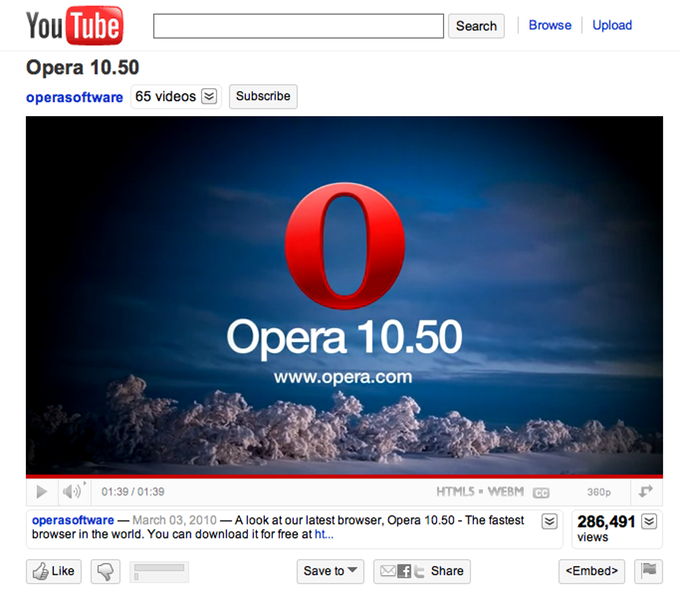 You Tube
Search
Browse
Upload
Opera 10.50
operasoftware
65 videos
Subscribe
Opera 10.50
www.opera.com
01:39 / 01:39
HTML5 ▪ WEBM
CC
360p
operasoftware — March 03, 2010 — A look at our latest browser, Opera 10.50 - The fastest
browser in the world. You can download it for free at ht...
286,491
views
Like
Save to
f
t
Share
<Embed>